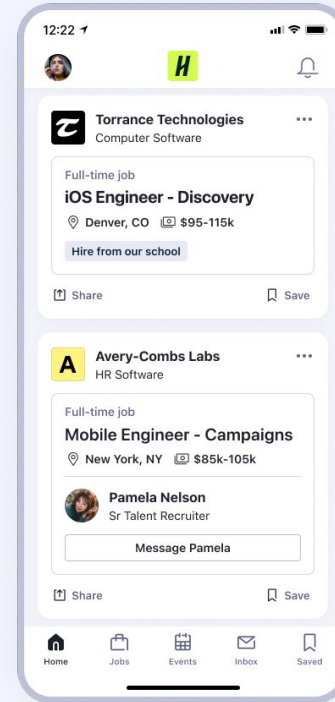 12:22
H
Torrance Technologies
Computer Software
Full-time job
iOS Engineer - Discovery
Denver, CO $95-115k
Hire from our school
Share Save
A Avery-Combs Labs
HR Software
Full-time job
Mobile Engineer - Campaigns
New York, NY $85k-105k
Pamela Nelson
Sr Talent Recruiter
Message Pamela
Share Save
Home Jobs Events Inbox Saved